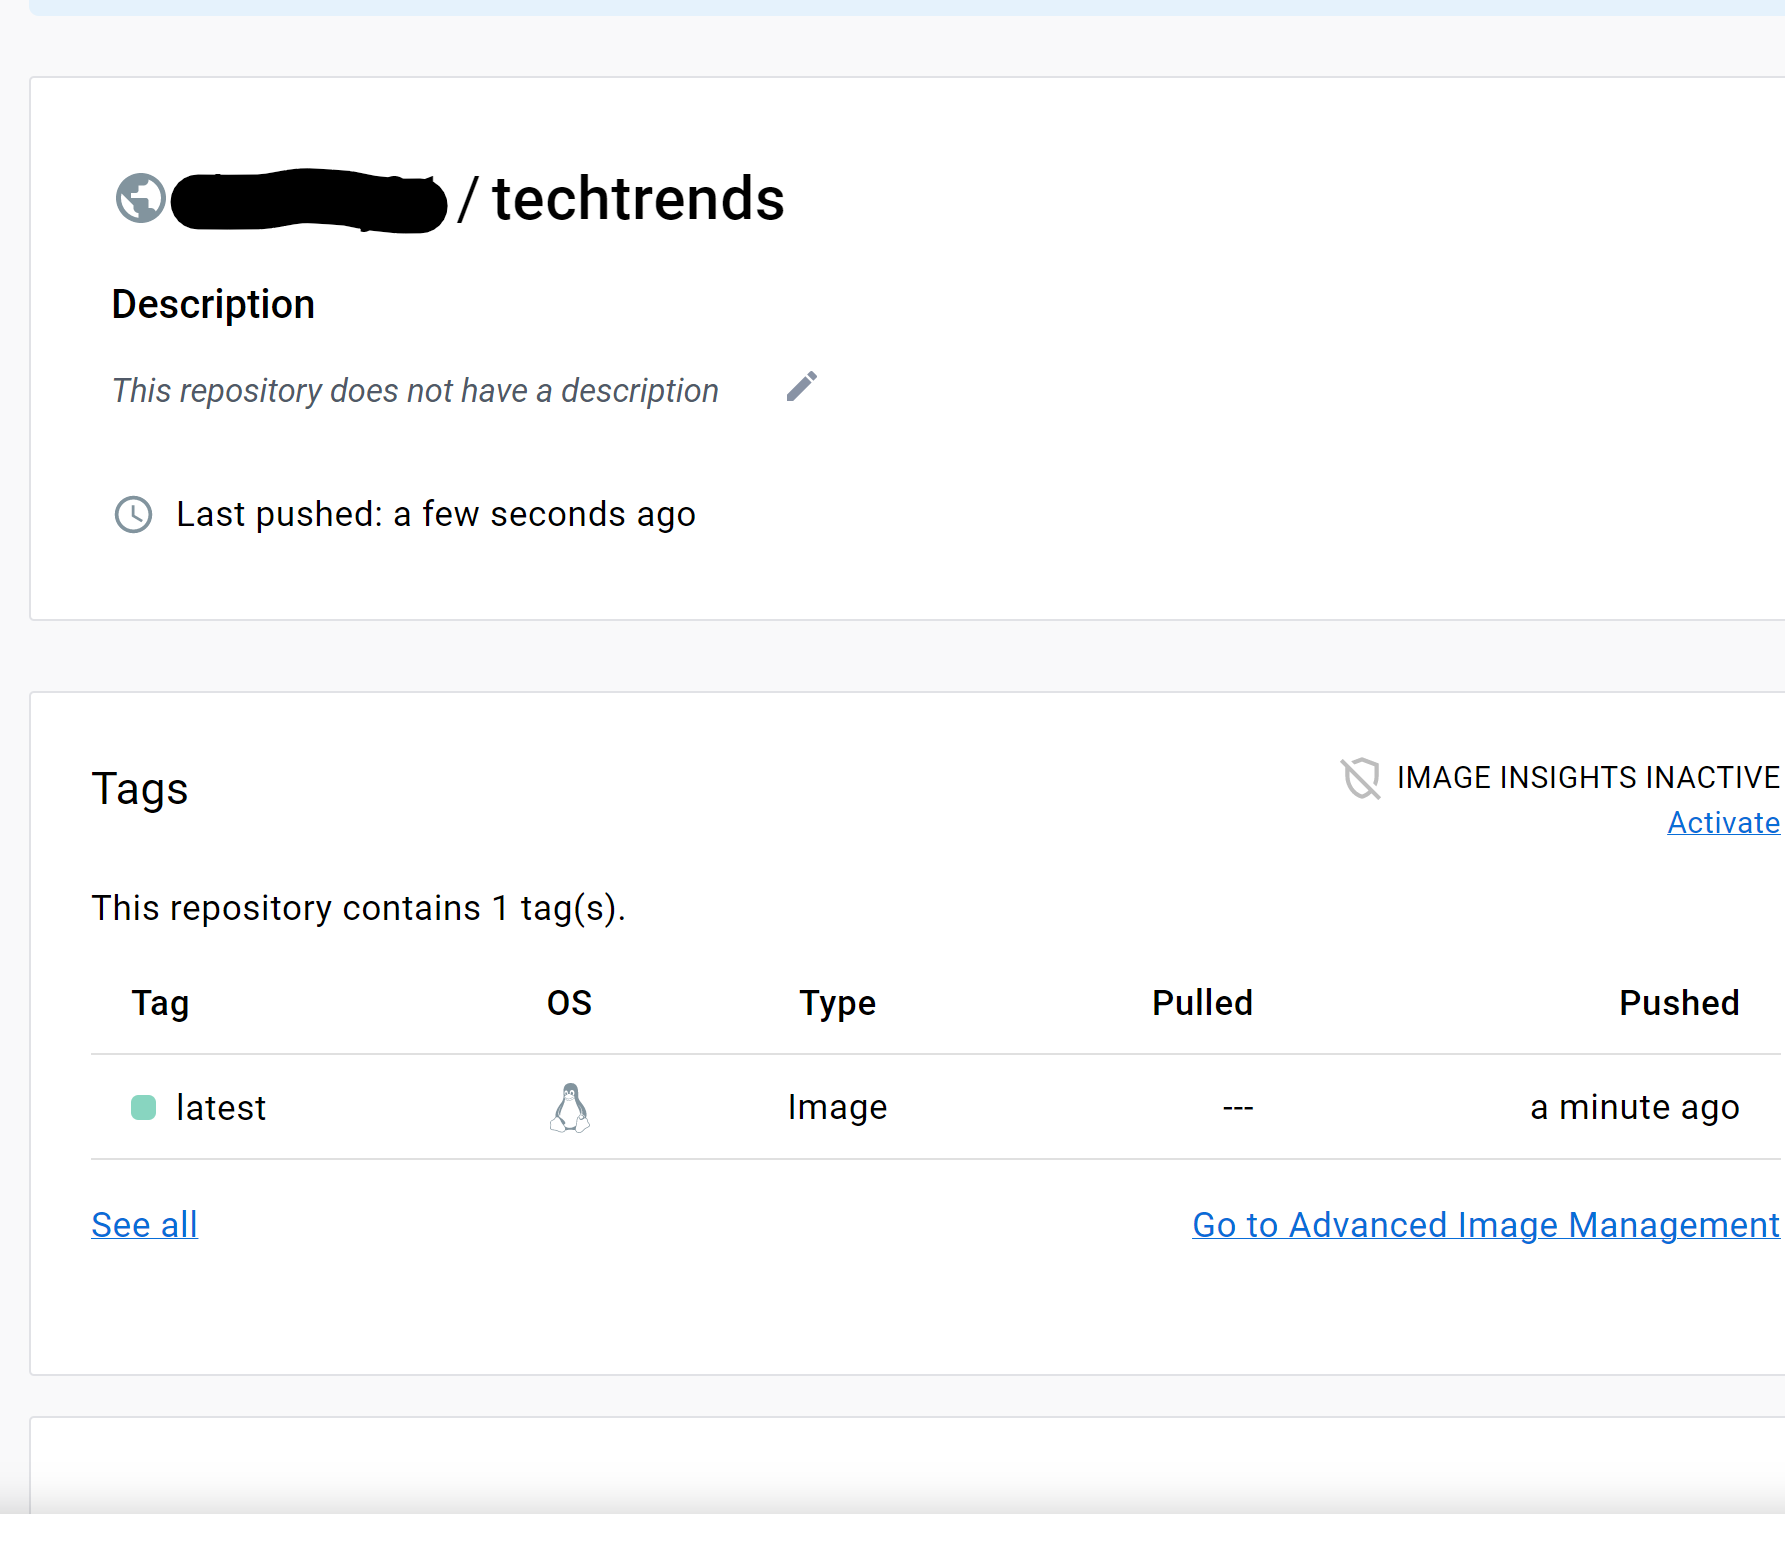 / techtrends
Description
This repository does not have a description
Last pushed: a few seconds ago
Tags
IMAGE INSIGHTS INACTIVE
Activate
This repository contains 1 tag(s).
Tag OS Type Pulled Pushed
latest Image --- a minute ago
See all Go to Advanced Image Management